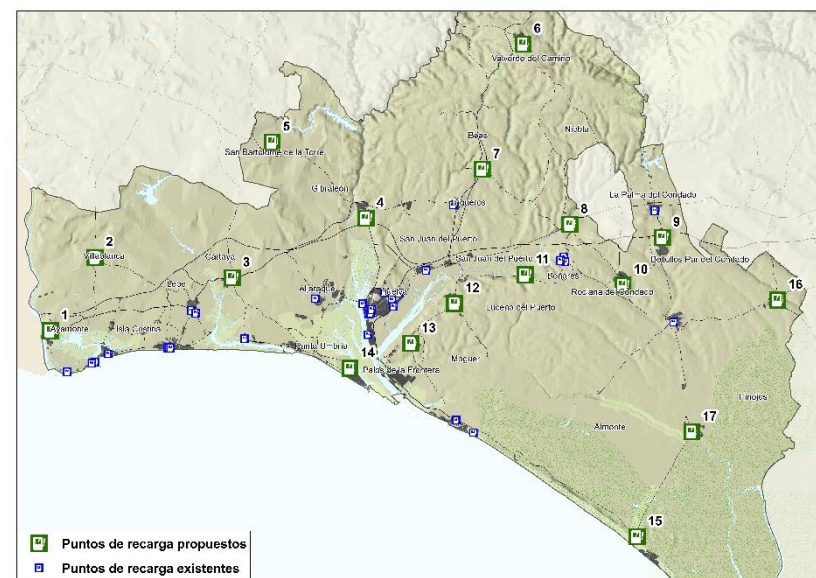 6
Valverde del Camino
5
San Bartolome de la Torre
Beas
Niebla
7
Gibraleón
La Palma del Condado
4
Trigueros
8
9
San Juan del Puerto
2
Villablanca
3
Cartaya
San Juan del Puerto
11
Bollullos Par del Condado
Lepe
Aljaraque
Huelva
Bonares
10
Rociana del Condado
16
12
Lucena del Puerto
1
Ayamonte
Isla Cristina
13
Punta Umbría
Moguer
14
Palos de la Frontera
Hinojos
17
Almonte
15
Puntos de recarga propuestos
Puntos de recarga existentes